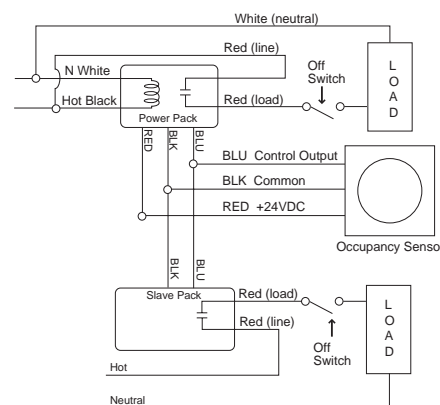 White (neutral)
Red (line)
N White
Off
Switch
L
O
A
D
Hot Black
Red (load)
Power Pack
RED
BLK
BLU
BLU Control Output
BLK Common
RED +24VDC
Occupancy Senso
BLK
BLU
Slave Pack
Red (load)
Red (line)
L
O
A
D
Off
Switch
Hot
Neutral